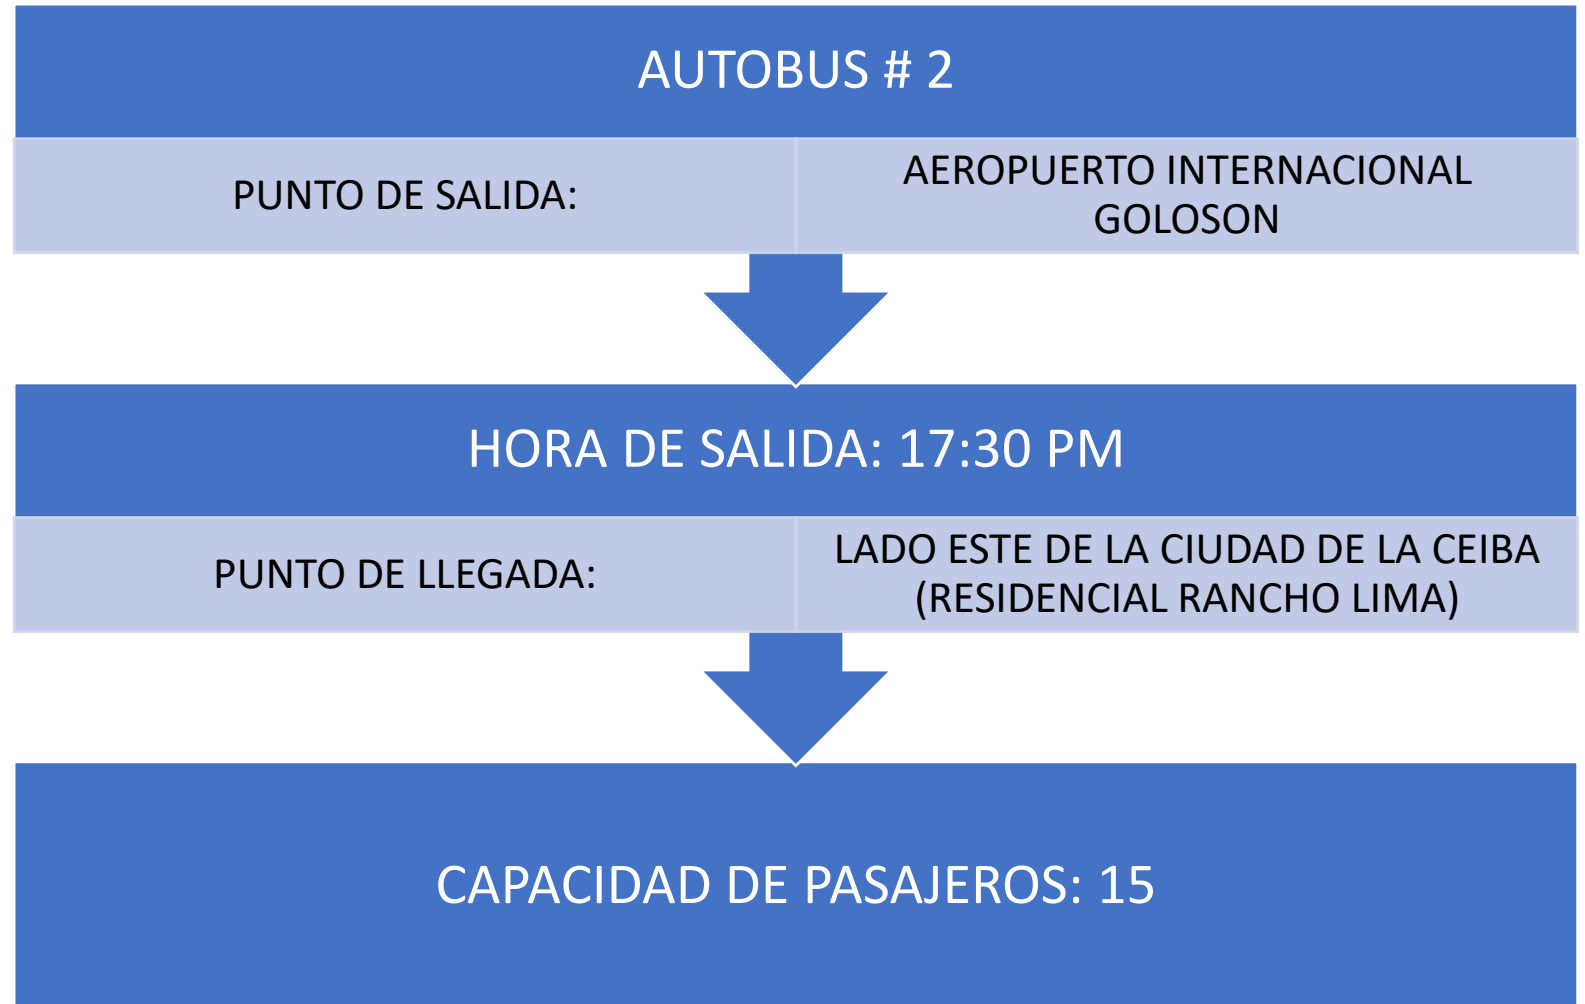 AUTOBUS # 2
PUNTO DE SALIDA:
AEROPUERTO INTERNACIONAL
GOLOSON
HORA DE SALIDA: 17:30 PM
PUNTO DE LLEGADA:
LADO ESTE DE LA CIUDAD DE LA CEIBA
(RESIDENCIAL RANCHO LIMA)
CAPACIDAD DE PASAJEROS: 15